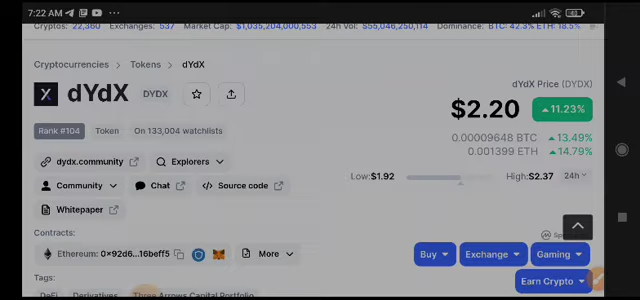 7:22 AM
Cryptos: 22,360 Exchanges: 537 Market Cap: $1,035,204,000,553 24h Vol: $55,046,250,114 Dominance: BTC: 42.3% ETH: 18.5%
Cryptocurrencies > Tokens > dYdX
dYdX DYDX
Rank #104 Token On 133,004 watchlists
dydx.community Explorers
Community Chat Source code
Whitepaper
Contracts:
Ethereum: 0x92d6...16beff5 More
Tags:
DeFi Derivatives Three Arrows Capital Portfolio
dYdX Price (DYDX)
$2.20 11.23%
0.00009648 BTC 13.49%
0.001399 ETH 14.79%
Low: $1.92 High: $2.37 24h
Buy Exchange Gaming
Earn Crypto